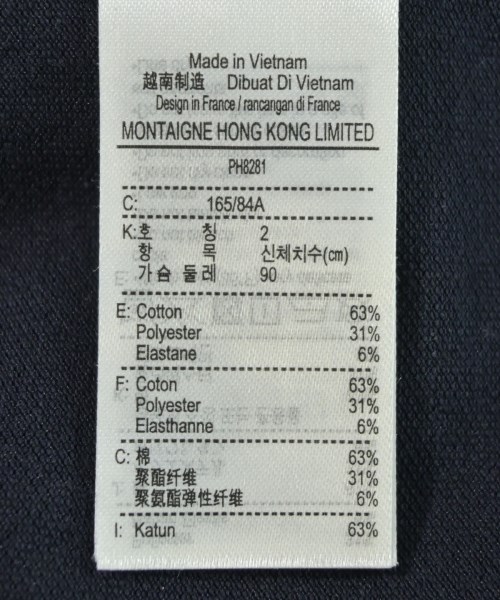 Made in Vietnam
越南制造 Dibuat Di Vietnam
Design in France / rancangan di France
MONTAIGNE HONG KONG LIMITED
PH8281
C: 165/84A
K: 호 칭 2
항 목 신체치수(cm)
가슴 둘레 90
E: Cotton 63%
Polyester 31%
Elastane 6%
F: Coton 63%
Polyester 31%
Elasthanne 6%
C: 棉 63%
聚酯纤维 31%
聚氨酯弹性纤维 6%
I: Katun 63%